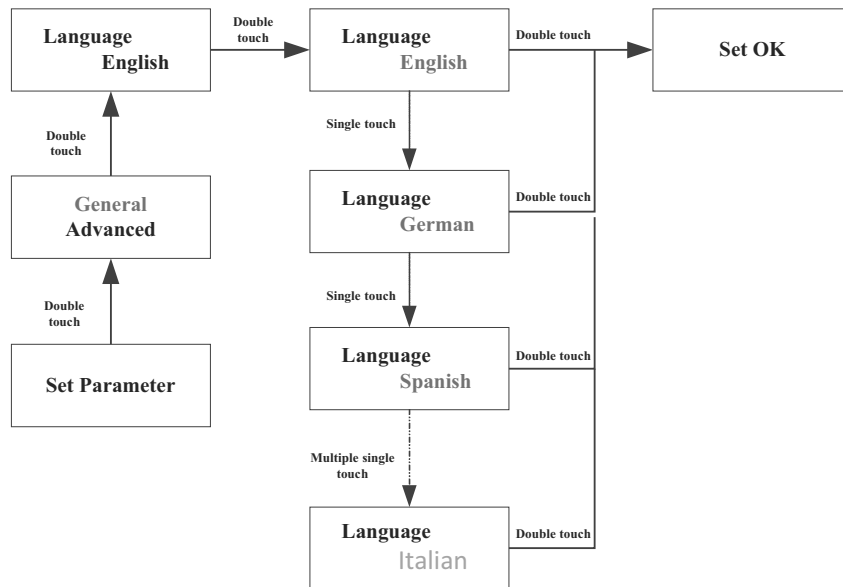 Language
English
Double
touch
Language
English
Double touch
Set OK
Double
touch
Single touch
General
Advanced
Language
German
Double touch
Double
touch
Single touch
Set Parameter
Language
Spanish
Double touch
Multiple single
touch
Language
Italian
Double touch